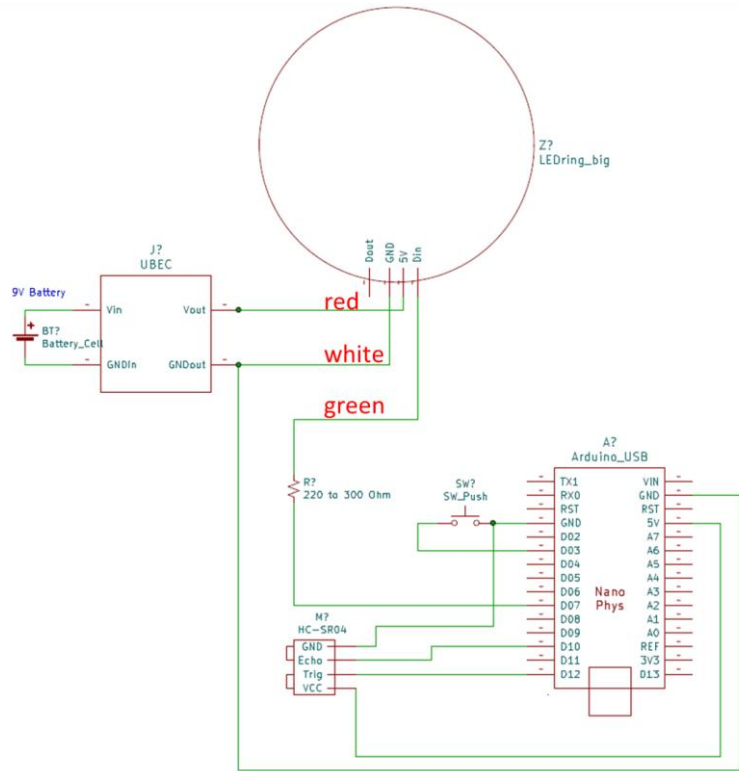 Z?
LEDring_big
Dout
GND
5V
Din
J?
UBEC
9V Battery
Vin
Vout
red
BT?
Battery_Cell
GNDin
GNDout
white
green
A?
Arduino_USB
R?
220 to 300 Ohm
SW?
SW_Push
TX1
VIN
RX0
GND
RST
RST
GND
5V
D02
A7
D03
A6
D04
A5
D05
A4
D06
A3
D07
A2
D08
A1
D09
A0
D10
REF
D11
3V3
D12
D13
Nano
Phys
M?
HC-SR04
GND
Echo
Trig
VCC